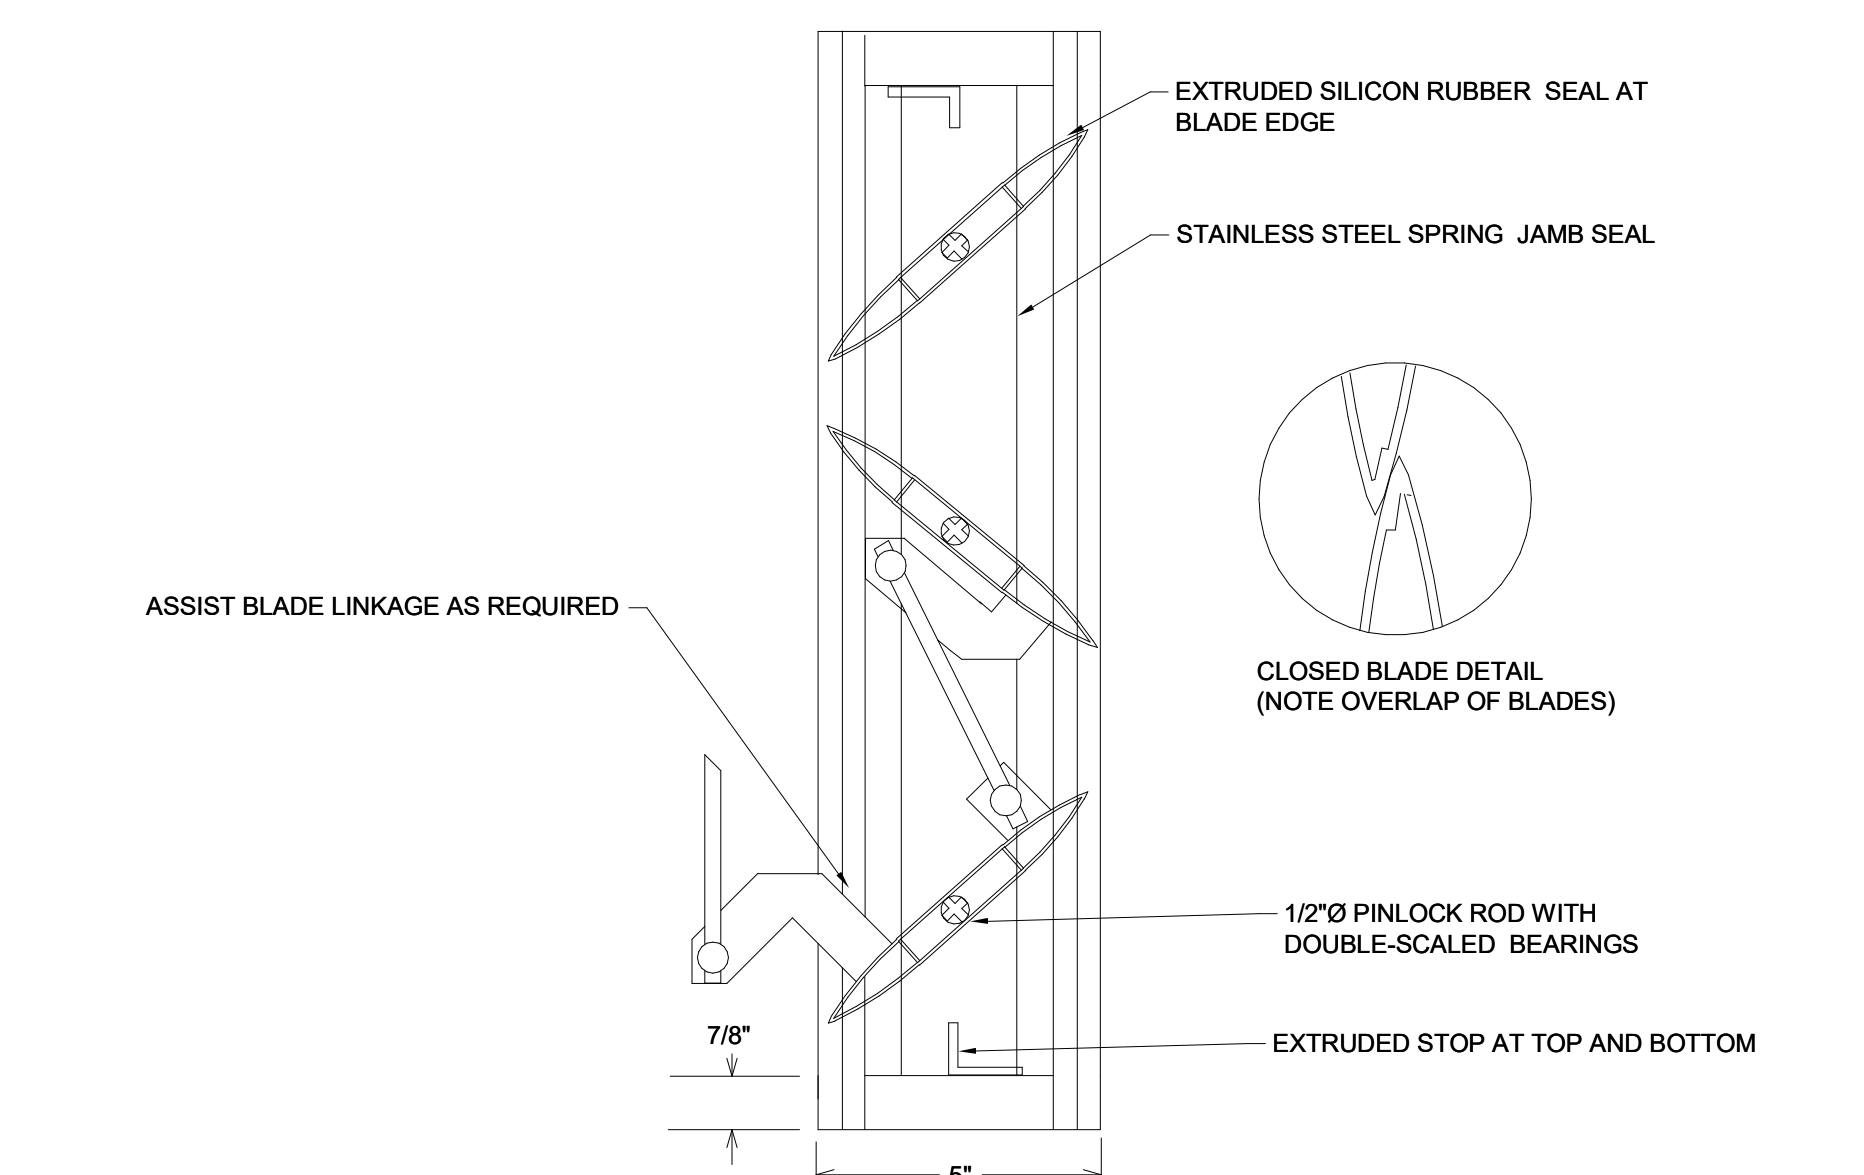 EXTRUDED SILICON RUBBER SEAL AT
BLADE EDGE
STAINLESS STEEL SPRING JAMB SEAL
CLOSED BLADE DETAIL
(NOTE OVERLAP OF BLADES)
ASSIST BLADE LINKAGE AS REQUIRED
1/2"Ø PINLOCK ROD WITH
DOUBLE-SCALED BEARINGS
7/8"
EXTRUDED STOP AT TOP AND BOTTOM
5"